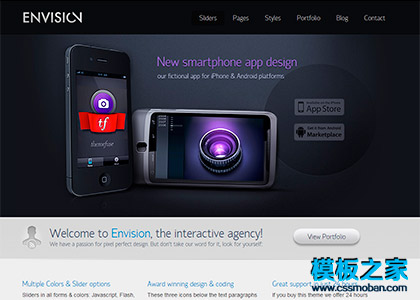 ENVISION
Sliders Pages Styles Portfolio Blog Contact
New smartphone app design
our fictional app for iPhone & Android platforms
App Store
Marketplace
tf
themeforest
Welcome to Envision, the interactive agency!
We have a passion for pixel perfect design. But don't take our word for it, look for yourself.
View Portfolio
Multiple Colors & Slider options
Sliders in all forms & colors: Javascript, Flash,
Award winning design & coding
These three icons below the text paragraphs
Great support in just 24 hours
If you buy this theme we offer 24 hours
模板之家
www.cssmoban.com